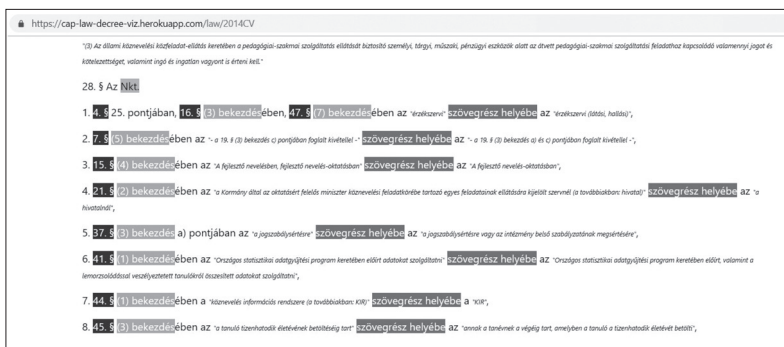 https://cap-law-decree-viz.herokuapp.com/law/2014CV
"(3) Az állami köznevelési közfeladat-ellátás keretében a pedagógiai-szakmai szolgáltatás ellátását biztosító személyi, tárgyi, műszaki, pénzügyi eszközök alatt az átvett pedagógiai-szakmai szolgáltatási feladathoz kapcsolódó valamennyi jogot és
kötelezettséget, valamint ingó és ingatlan vagyont is érteni kell."
28. § Az Nkt.
1. 4. § 25. pontjában, 16. § (3) bekezdésében, 47. § (7) bekezdésében az "érzékszervi" szövegrész helyébe az "érzékszervi (látási, hallási)",
2. 7. § (5) bekezdésében az "- a 19. § (3) bekezdés c) pontjában foglalt kivétellel -" szövegrész helyébe az "- a 19. § (3) bekezdés a) és c) pontjában foglalt kivétellel -",
3. 15. § (4) bekezdésében az "A fejlesztő nevelésben, fejlesztő nevelés-oktatásban" szövegrész helyébe az "A fejlesztő nevelés-oktatásban",
4. 21. § (2) bekezdésében az "a Kormány által az oktatásért felelős miniszter köznevelési feladatkörébe tartozó egyes feladatainak ellátására kijelölt szervnél (a továbbiakban: hivatal)" szövegrész helyébe az "a
hivatalnál",
5. 37. § (3) bekezdés a) pontjában az "a jogszabálysértésre" szövegrész helyébe az "a jogszabálysértésre vagy az intézmény belső szabályzatának megsértésére",
6. 41. § (1) bekezdésében az "Országos statisztikai adatgyűjtési program keretében előírt adatokat szolgáltatni" szövegrész helyébe az "Országos statisztikai adatgyűjtési program keretében előírt, valamint a
lemorzsolódással veszélyeztetett tanulókról összesített adatokat szolgáltatni",
7. 44. § (1) bekezdésében a "köznevelés információs rendszere (a továbbiakban: KIR)" szövegrész helyébe a "KIR",
8. 45. § (3) bekezdésében az "a tanuló tizenhatodik életévének betöltéséig tart" szövegrész helyébe az "annak a tanévnek a végéig tart, amelyben a tanuló a tizenhatodik életévét betölti",